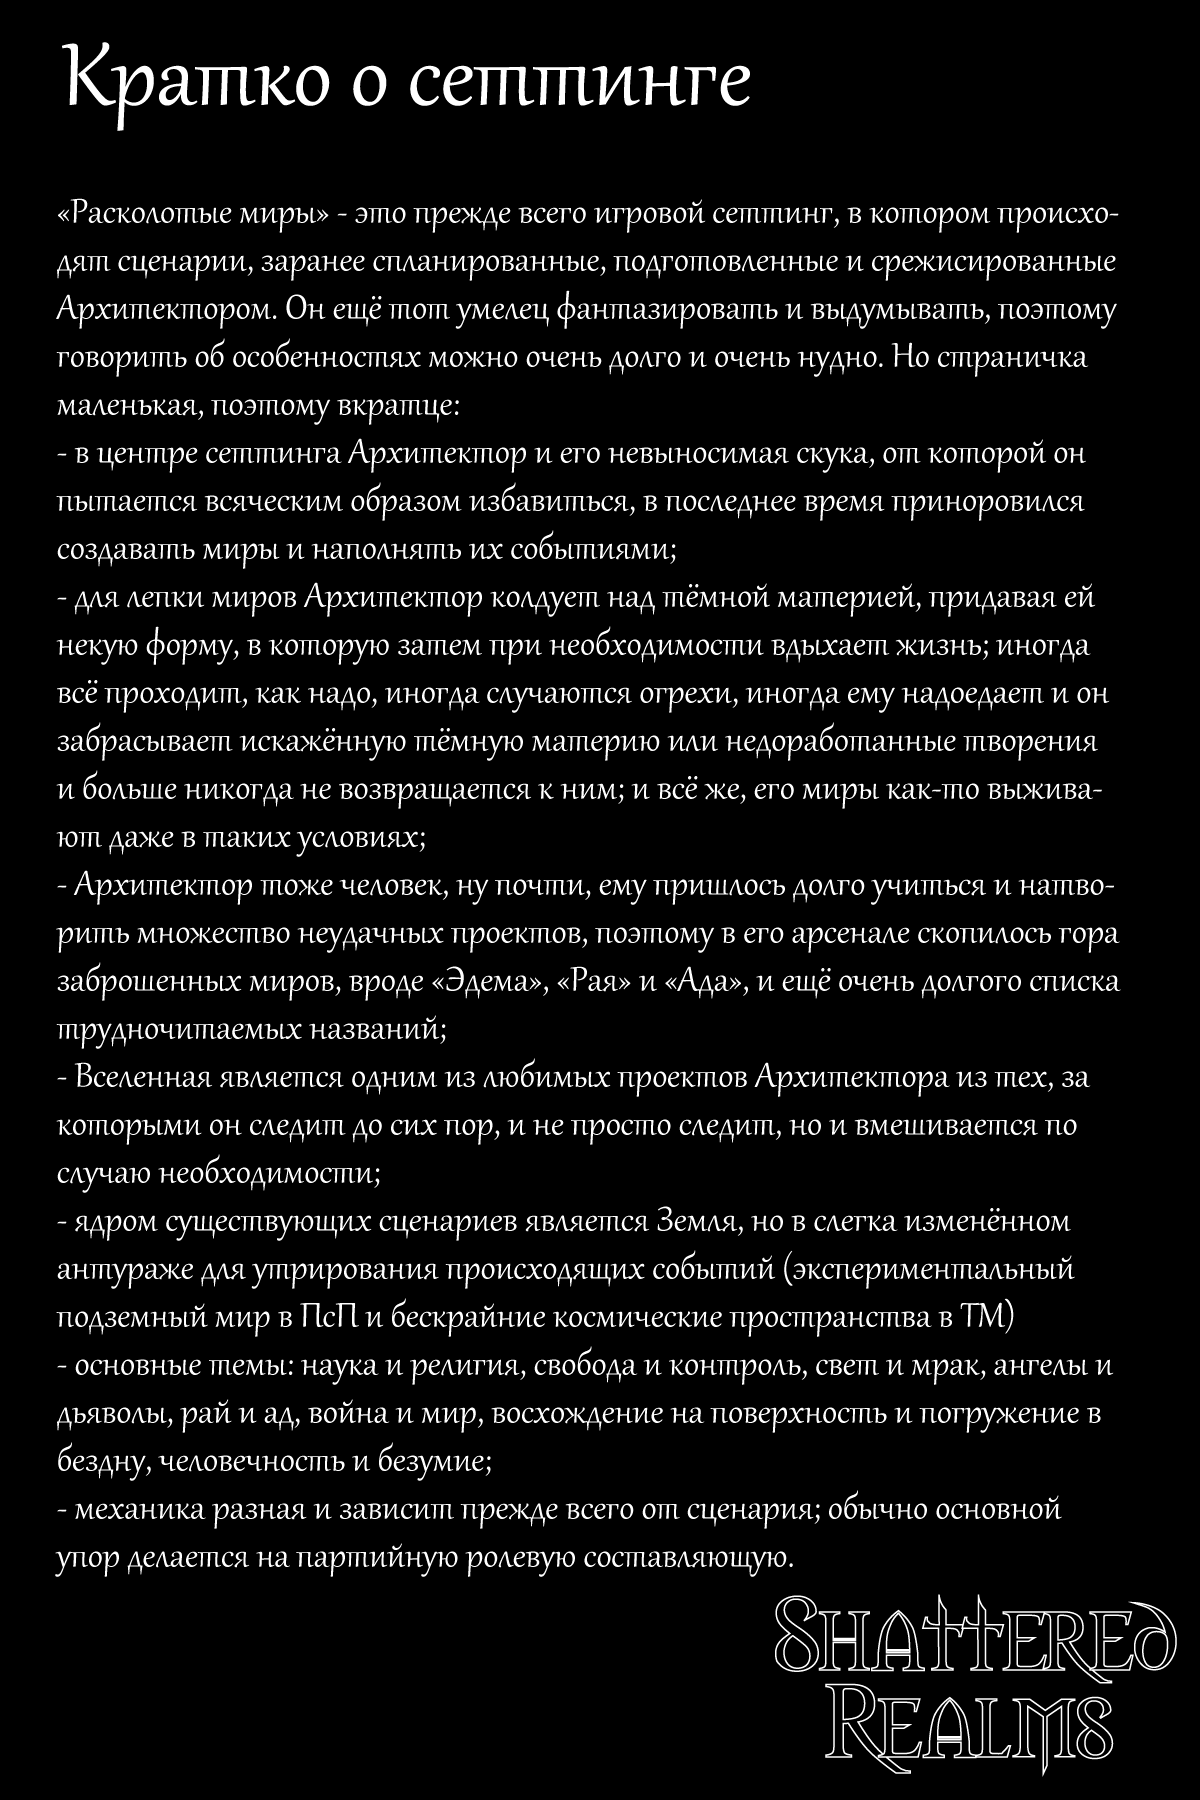 Кратко о сеттинге
«Расколотые миры» - это прежде всего игровой сеттинг, в котором происхо-
дят сценарии, заранее спланированные, подготовленные и срежисированные
Архитектором. Он ещё тот умелец фантазировать и выдумывать, поэтому
говорить об особенностях можно очень долго и очень нудно. Но страничка
маленькая, поэтому вкратце:
- в центре сеттинга Архитектор и его невыносимая скука, от которой он
пытается всяческим образом избавиться, в последнее время приноровился
создавать миры и наполнять их событиями;
- для лепки миров Архитектор колдует над тёмной материей, придавая ей
некую форму, в которую затем при необходимости вдыхает жизнь; иногда
всё проходит, как надо, иногда случаются огрехи, иногда ему надоедает и он
забрасывает искажённую тёмную материю или недоработанные творения
и больше никогда не возвращается к ним; и всё же, его миры как-то выжива-
ют даже в таких условиях;
- Архитектор тоже человек, ну почти, ему пришлось долго учиться и натво-
рить множество неудачных проектов, поэтому в его арсенале скопилось гора
заброшенных миров, вроде «Эдема», «Рая» и «Ада», и ещё очень долгого списка
трудночитаемых названий;
- Вселенная является одним из любимых проектов Архитектора из тех, за
которыми он следит до сих пор, и не просто следит, но и вмешивается по
случаю необходимости;
- ядром существующих сценариев является Земля, но в слегка изменённом
антураже для утрирования происходящих событий (экспериментальный
подземный мир в ПсП и бескрайние космические пространства в ТМ)
- основные темы: наука и религия, свобода и контроль, свет и мрак, ангелы и
дьяволы, рай и ад, война и мир, восхождение на поверхность и погружение в
бездну, человечность и безумие;
- механика разная и зависит прежде всего от сценария; обычно основной
упор делается на партийную ролевую составляющую.
SHATTERED
REALMS